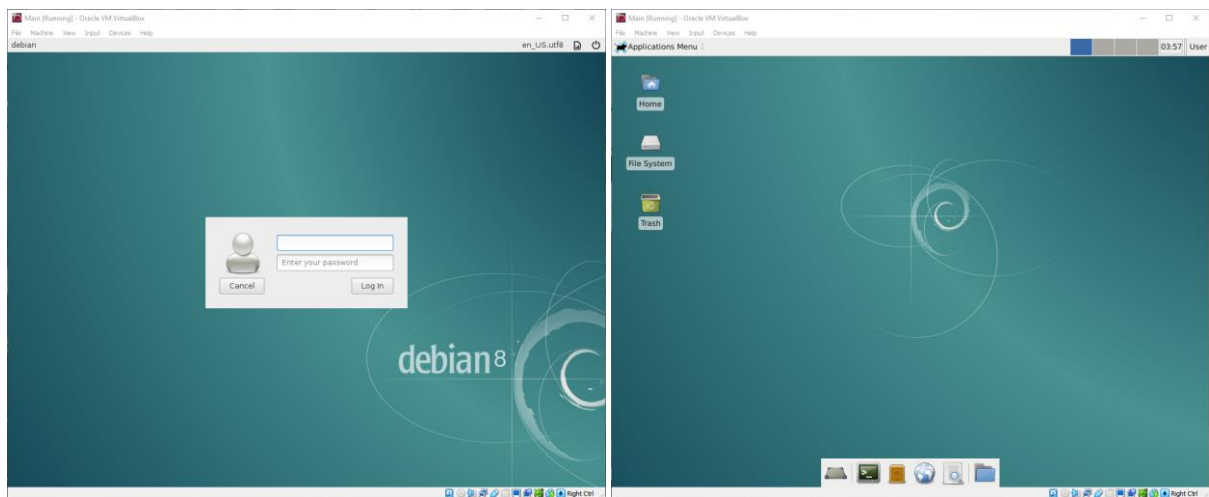 Main [Running] - Oracle VM VirtualBox
File Machine View Input Devices Help
debian en_US.utf8
Enter your password
Cancel Log In
debian 8
Right Ctrl
Main [Running] - Oracle VM VirtualBox
File Machine View Input Devices Help
Applications Menu 03:57 User
Home
File System
Trash
Right Ctrl